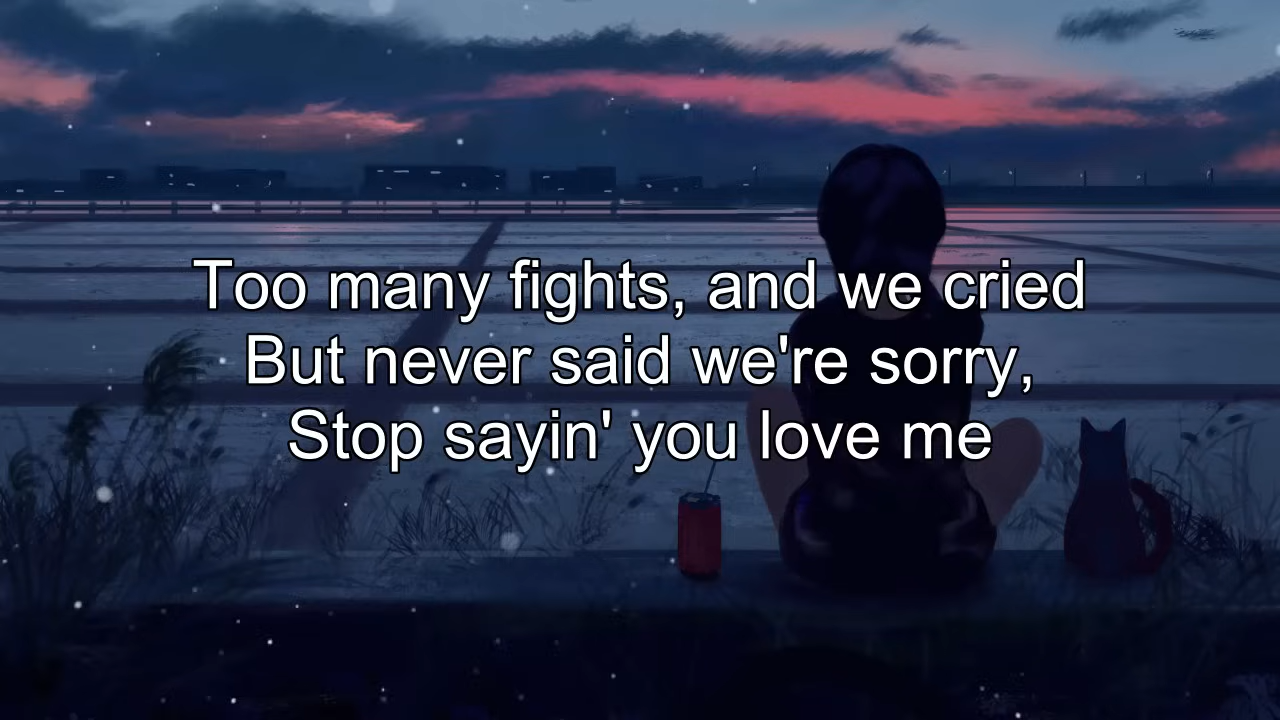 Too many fights, and we cried
But never said we're sorry,
Stop sayin' you love me